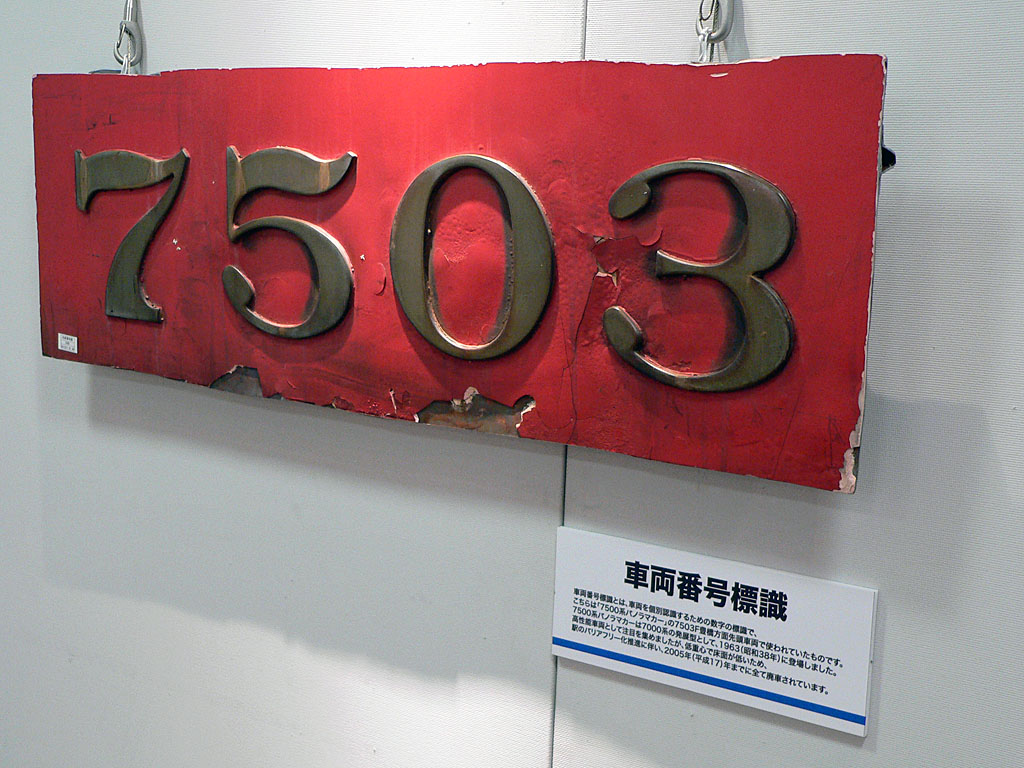 7503
車両番号標識
車両番号標識とは、車両を個別認識するための数字の標識で、
こちらは「7500系パノラマカー」の7503F豊橋方面先頭車両で使われていたものです。
7500系パノラマカーは7000系の発展型として、1963(昭和38年)に登場しました。
高性能車両として注目を集めましたが、低重心で床面が低いため、
駅のバリアフリー化推進に伴い、2005年(平成17)年までに全て廃車されています。